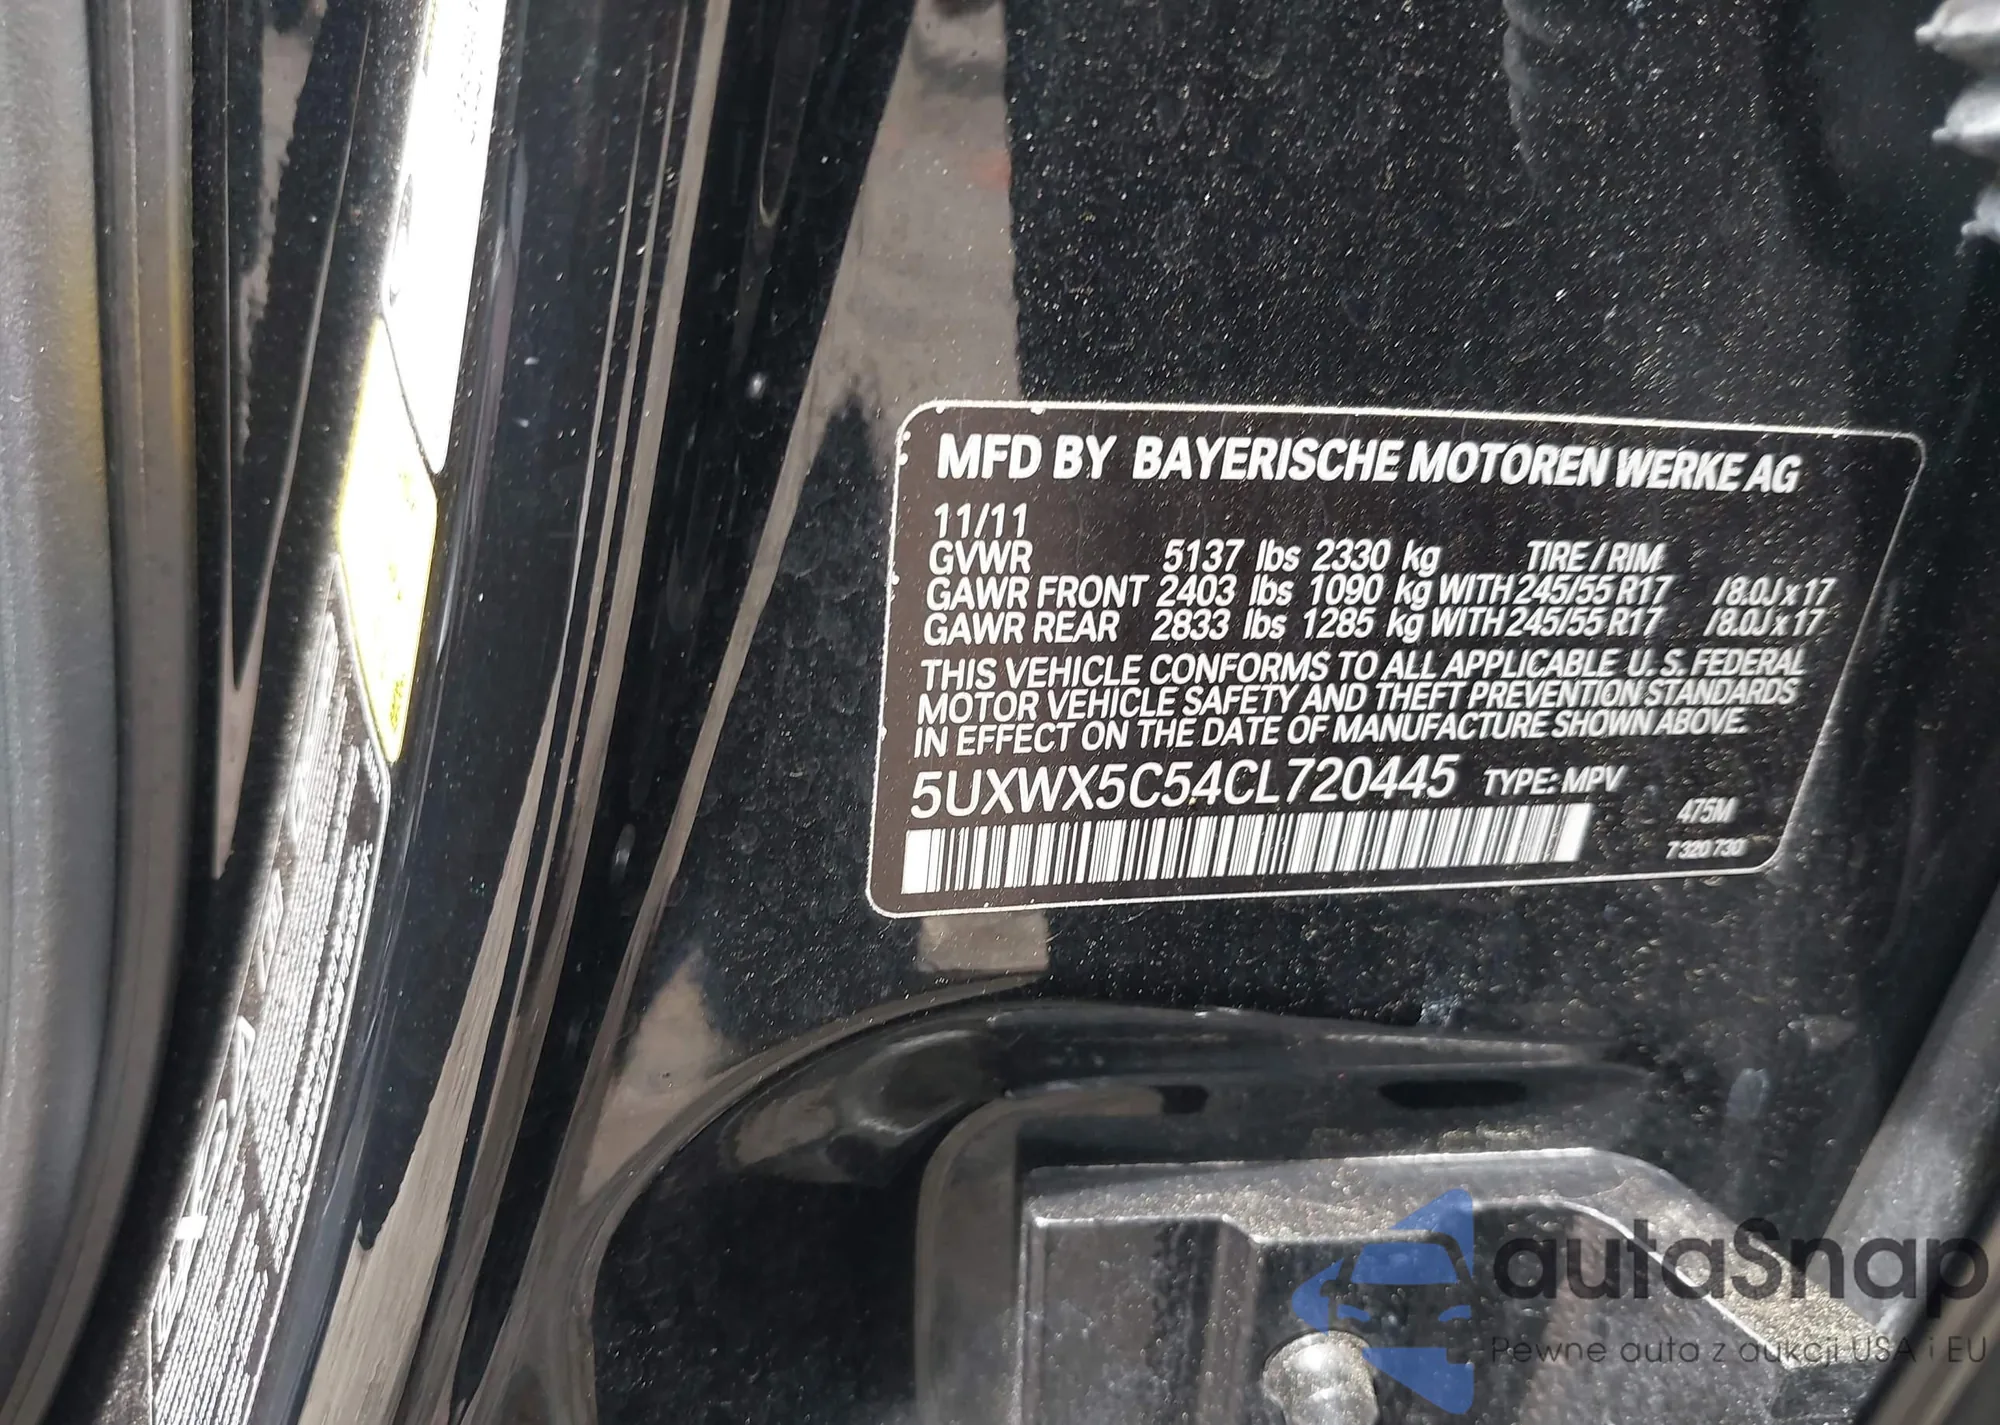 MFD BY BAYERISCHE MOTOREN WERKE AG
11/11
GVWR 5137 lbs 2330 kg TIRE / RIM
GAWR FRONT 2403 lbs 1090 kg WITH 245/55 R17 /8.0J x 17
GAWR REAR 2833 lbs 1285 kg WITH 245/55 R17 /8.0J x 17
THIS VEHICLE CONFORMS TO ALL APPLICABLE U.S. FEDERAL
MOTOR VEHICLE SAFETY AND THEFT PREVENTION STANDARDS
IN EFFECT ON THE DATE OF MANUFACTURE SHOWN ABOVE.
5UXWX5C54CL720445 TYPE: MPV
475M
7 320 730
autaSnap
Pewne auta z aukcji USA i EU